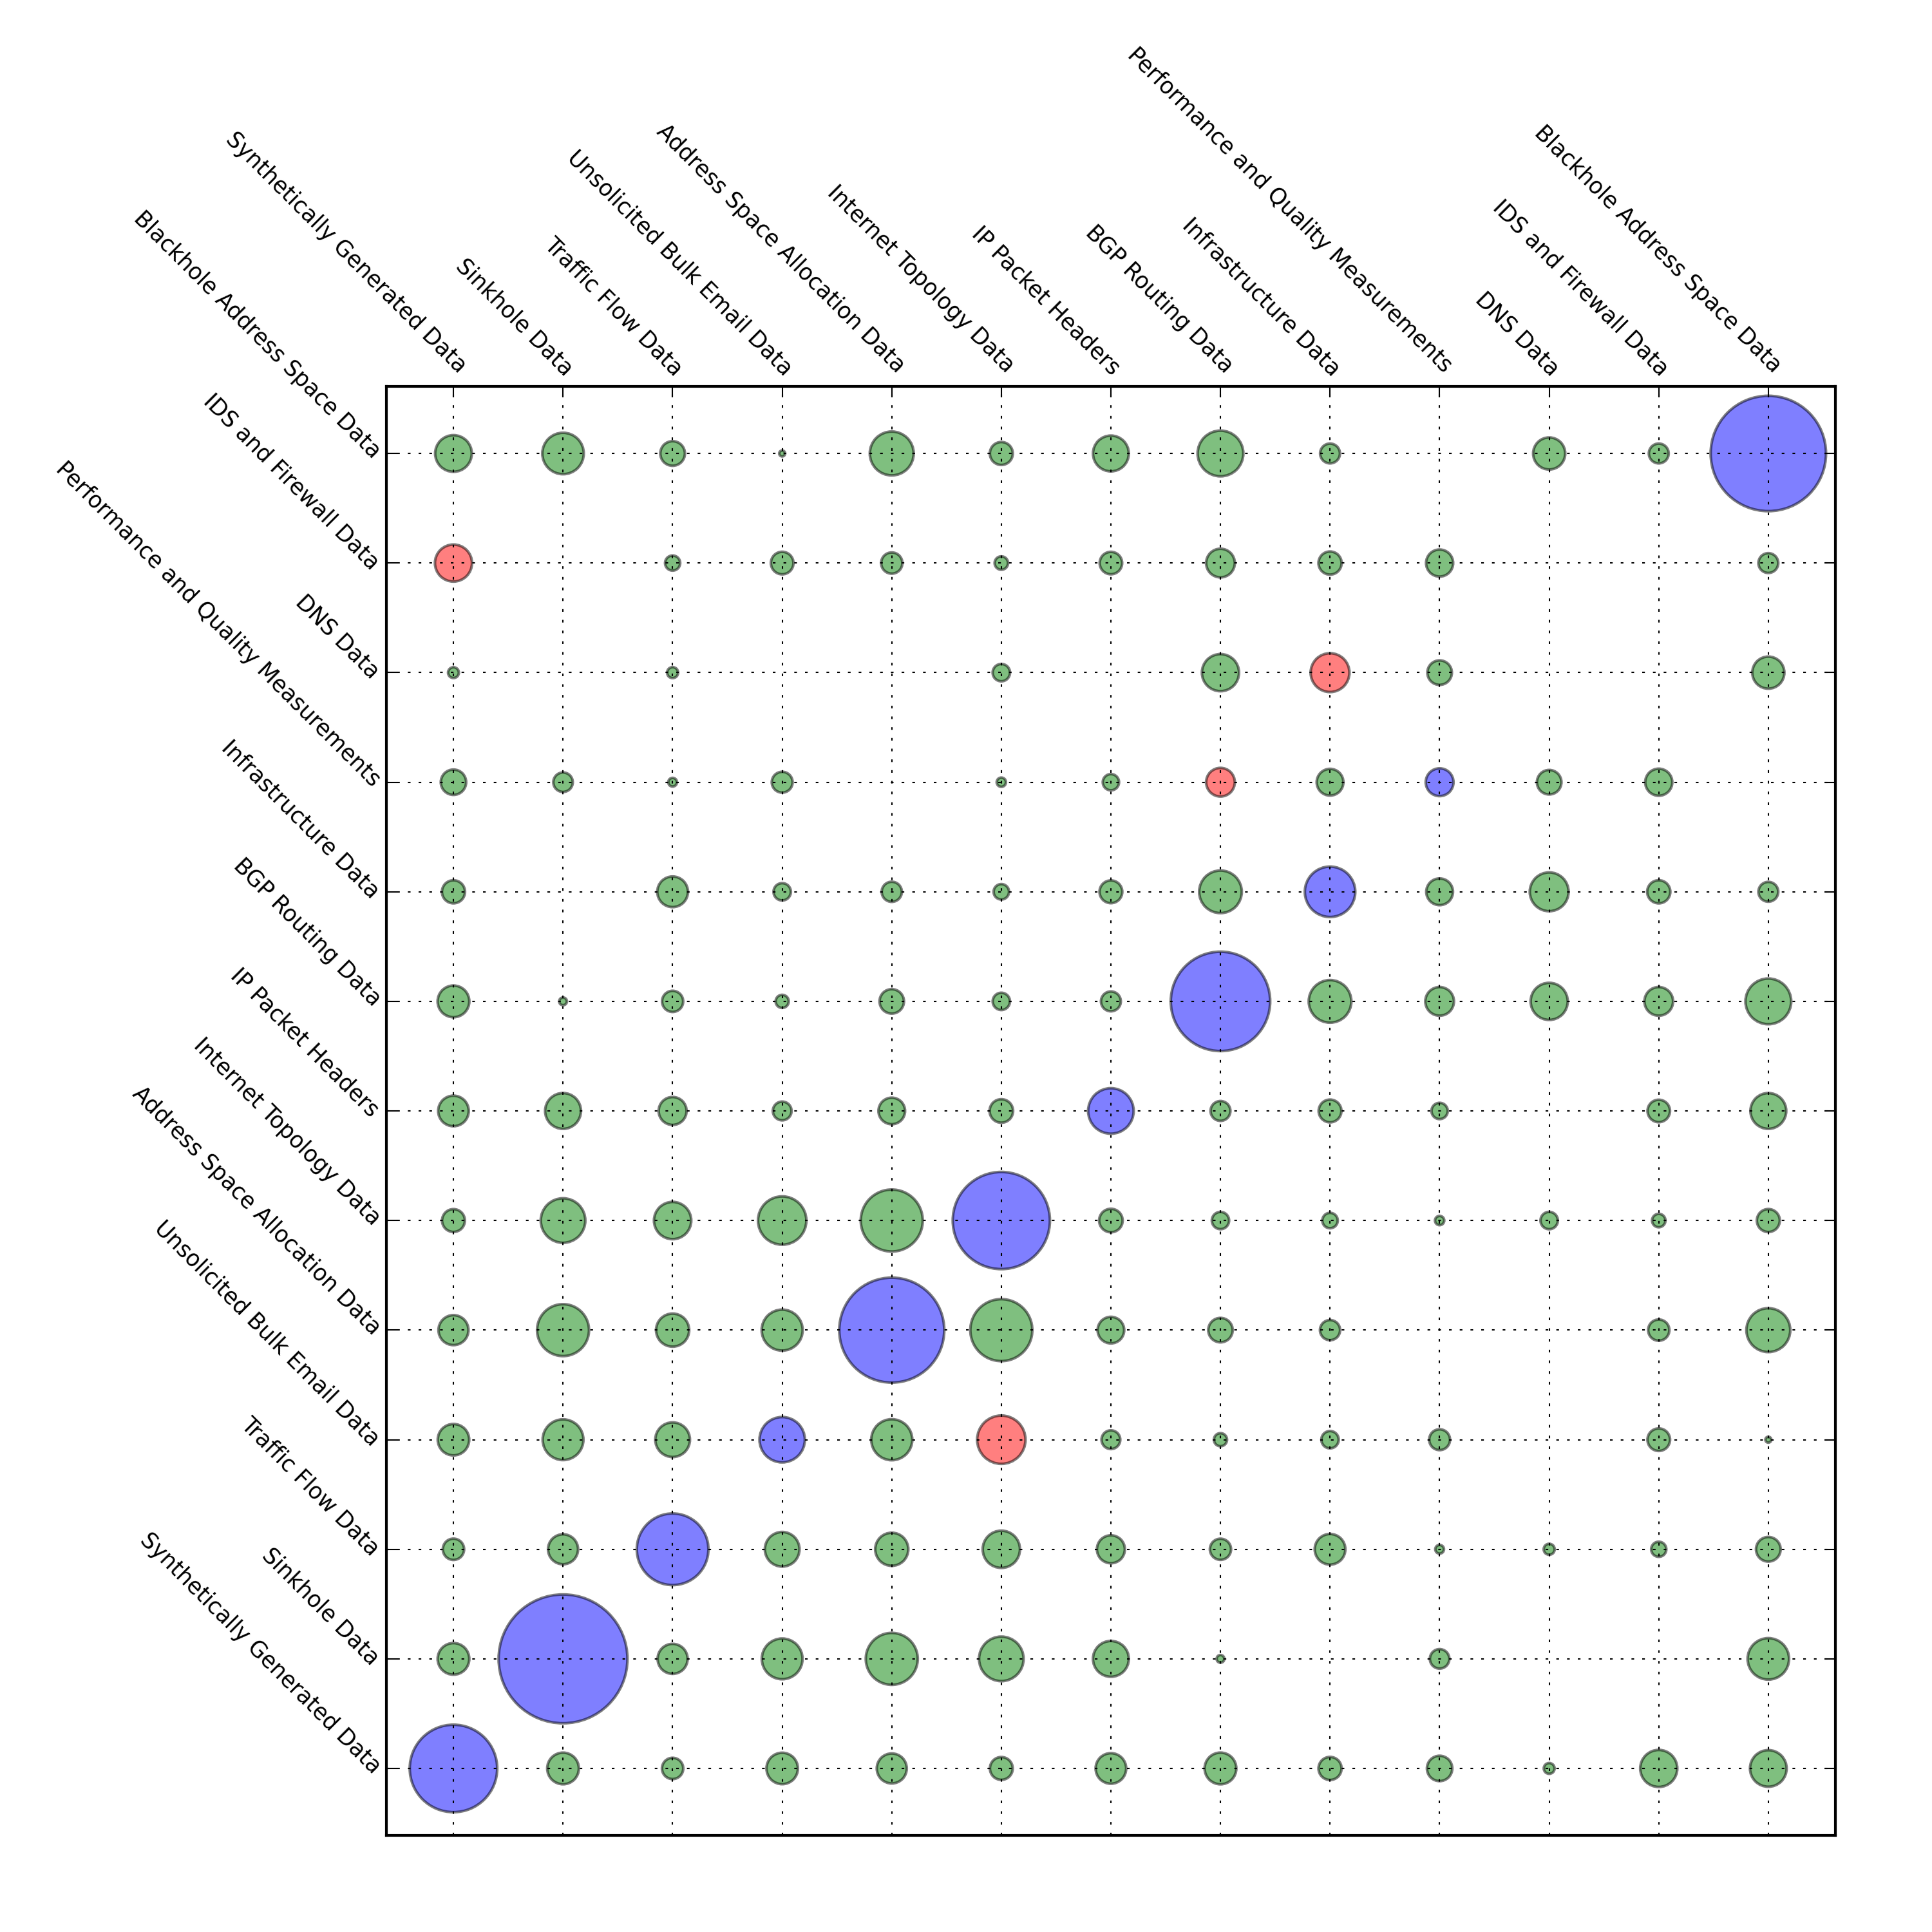 Synthetically Generated Data
Sinkhole Data
Traffic Flow Data
Unsolicited Bulk Email Data
Address Space Allocation Data
Internet Topology Data
IP Packet Headers
BGP Routing Data
Infrastructure Data
Performance and Quality Measurements
DNS Data
IDS and Firewall Data
Blackhole Address Space Data
Blackhole Address Space Data
IDS and Firewall Data
DNS Data
Performance and Quality Measurements
Infrastructure Data
BGP Routing Data
IP Packet Headers
Internet Topology Data
Address Space Allocation Data
Unsolicited Bulk Email Data
Traffic Flow Data
Sinkhole Data
Synthetically Generated Data